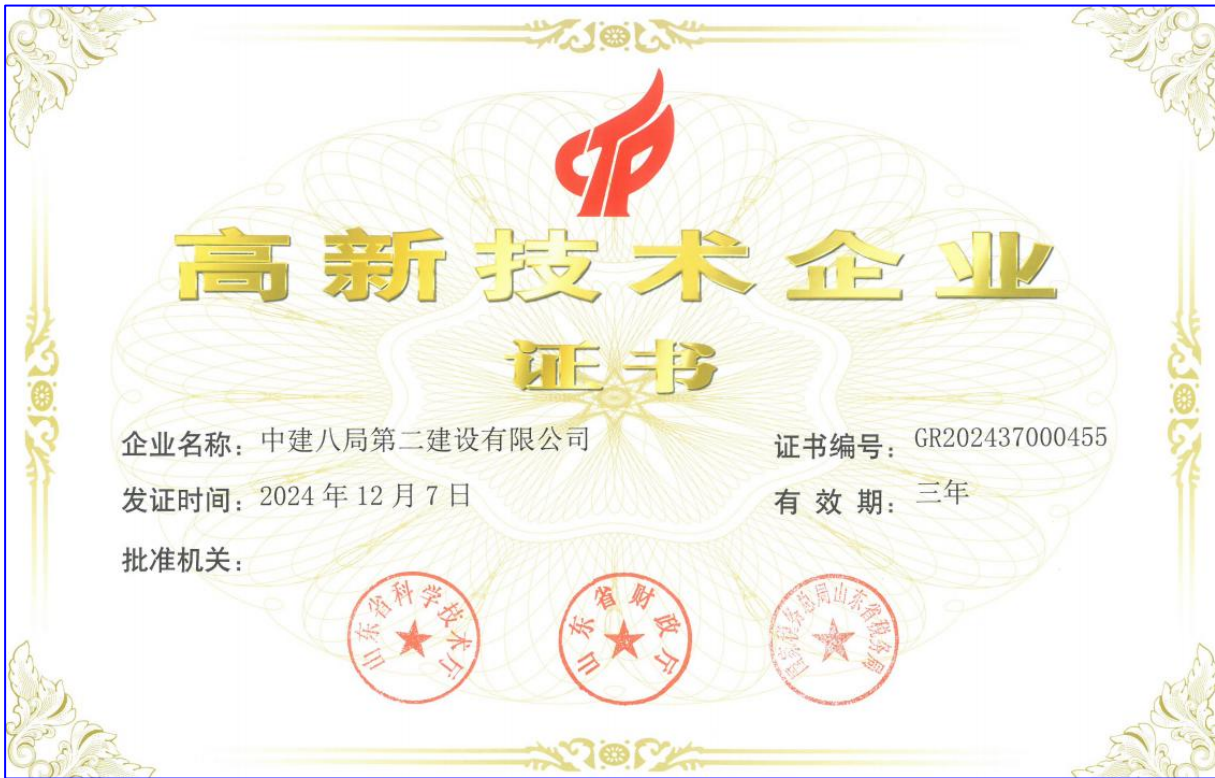 高新技术企业
证书
企业名称：中建八局第二建设有限公司
证书编号：GR202437000455
发证时间：2024年12月7日
有效期：三年
批准机关：
山东省科学技术厅
山东省财政厅
国家税务总局山东省税务局